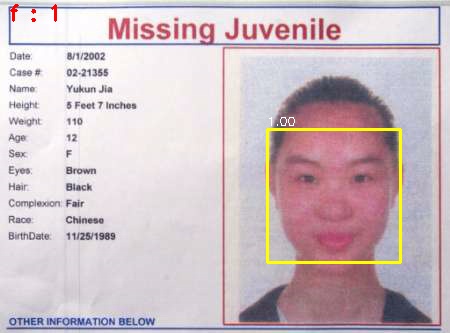 f : 1
Missing Juvenile
Date: 8/1/2002
Case #: 02-21355
Name: Yukun Jia
Height: 5 Feet 7 Inches
Weight: 110
Age: 12
Sex: F
Eyes: Brown
Hair: Black
Complexion: Fair
Race: Chinese
BirthDate: 11/25/1989
1.00
OTHER INFORMATION BELOW